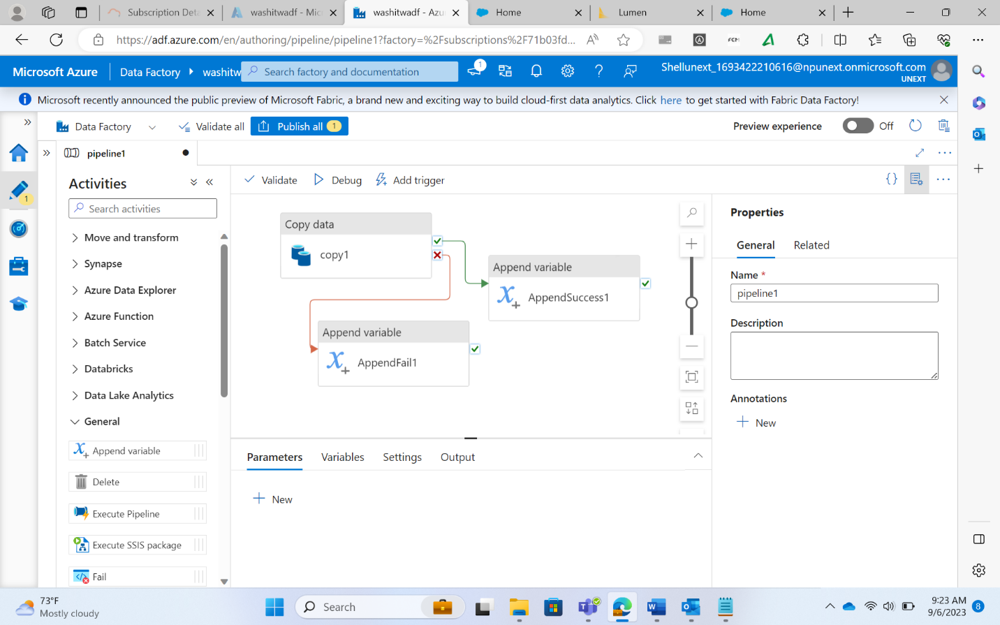 Subscription Deta
washitwadf - Mic
washitwadf - Azu
Home
Lumen
Home
https://adf.azure.com/en/authoring/pipeline/pipeline1?factory=%2Fsubscriptions%2F71b03fd...
FCM
Microsoft Azure
Data Factory
washitw
Search factory and documentation
1
Shellunext_1693422210616@npunext.onmicrosoft.com
UNEXT
Microsoft recently announced the public preview of Microsoft Fabric, a brand new and exciting way to build cloud-first data analytics. Click here to get started with Fabric Data Factory!
Data Factory
Validate all
Publish all 1
Preview experience
Off
pipeline1
1
Activities
Search activities
Move and transform
Synapse
Azure Data Explorer
Azure Function
Batch Service
Databricks
Data Lake Analytics
General
Append variable
Delete
Execute Pipeline
Execute SSIS package
Fail
Validate
Debug
Add trigger
{}
Copy data
copy1
Append variable
AppendSuccess1
Append variable
AppendFail1
Parameters
Variables
Settings
Output
New
Properties
General
Related
Name *
pipeline1
Description
Annotations
New
73°F
Mostly cloudy
Search
9:23 AM
9/6/2023
8